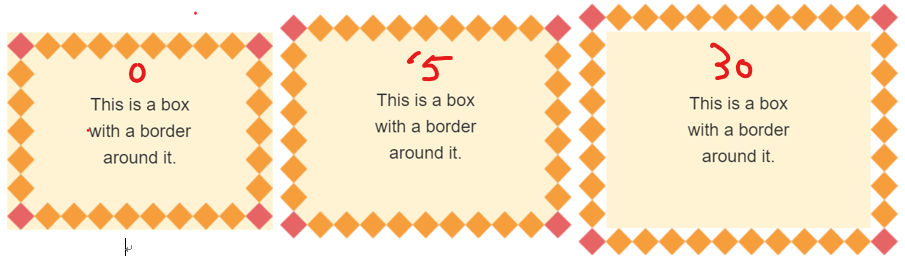 0
This is a box
with a border
around it.
15
This is a box
with a border
around it.
30
This is a box
with a border
around it.